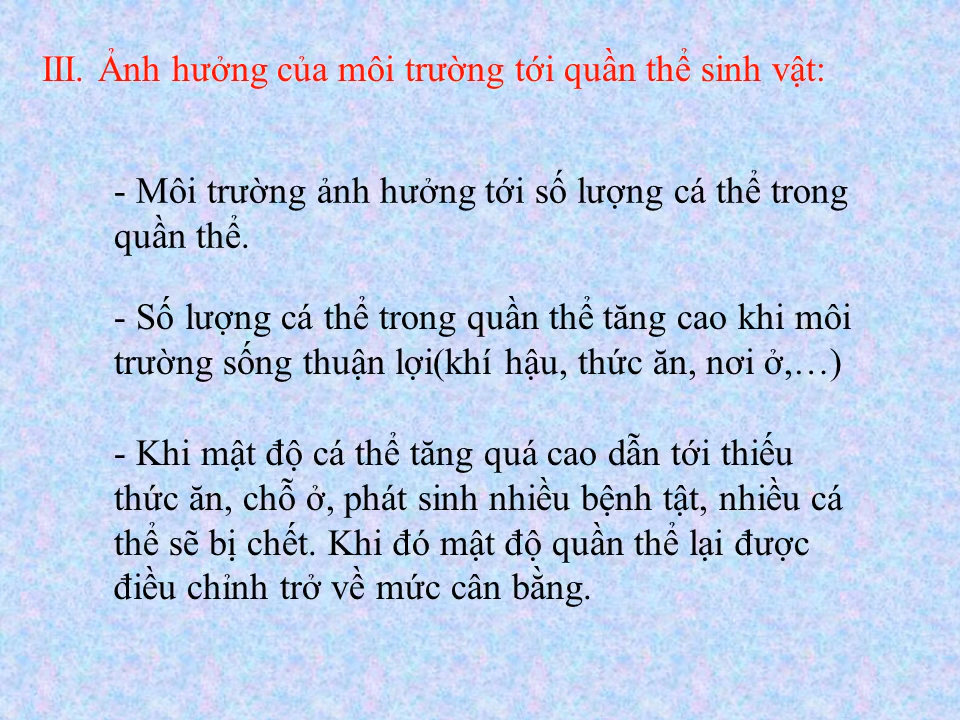 III. Ảnh hưởng của môi trường tới quần thể sinh vật:
- Môi trường ảnh hưởng tới số lượng cá thể trong
quần thể.
- Số lượng cá thể trong quần thể tăng cao khi môi
trường sống thuận lợi(khí hậu, thức ăn, nơi ở,…)
- Khi mật độ cá thể tăng quá cao dẫn tới thiếu
thức ăn, chỗ ở, phát sinh nhiều bệnh tật, nhiều cá
thể sẽ bị chết. Khi đó mật độ quần thể lại được
điều chỉnh trở về mức cân bằng.